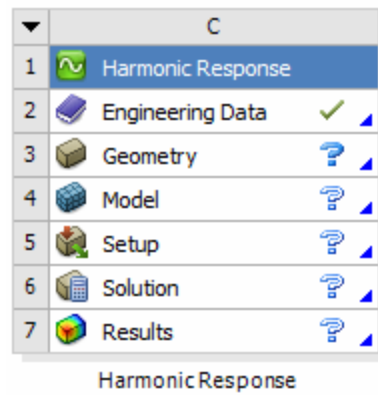 C
1 Harmonic Response
2 Engineering Data
3 Geometry ?
4 Model ?
5 Setup ?
6 Solution ?
7 Results ?
Harmonic Response